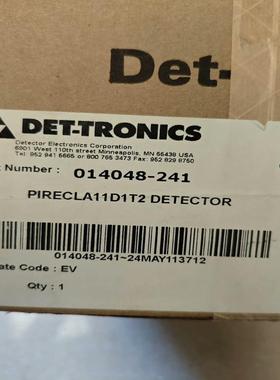 Det-
DET-TRONICS
Detector Electronics Corporation
6901 West 110th street Minneapolis, MN 55438 USA
Tel: 952 941 5665 or 800 765 3473 Fax: 952 829 8750
Number : 014048-241
PIRECLA11D1T2 DETECTOR
014048-241~24MAY113712
ate Code : EV
Qty : 1